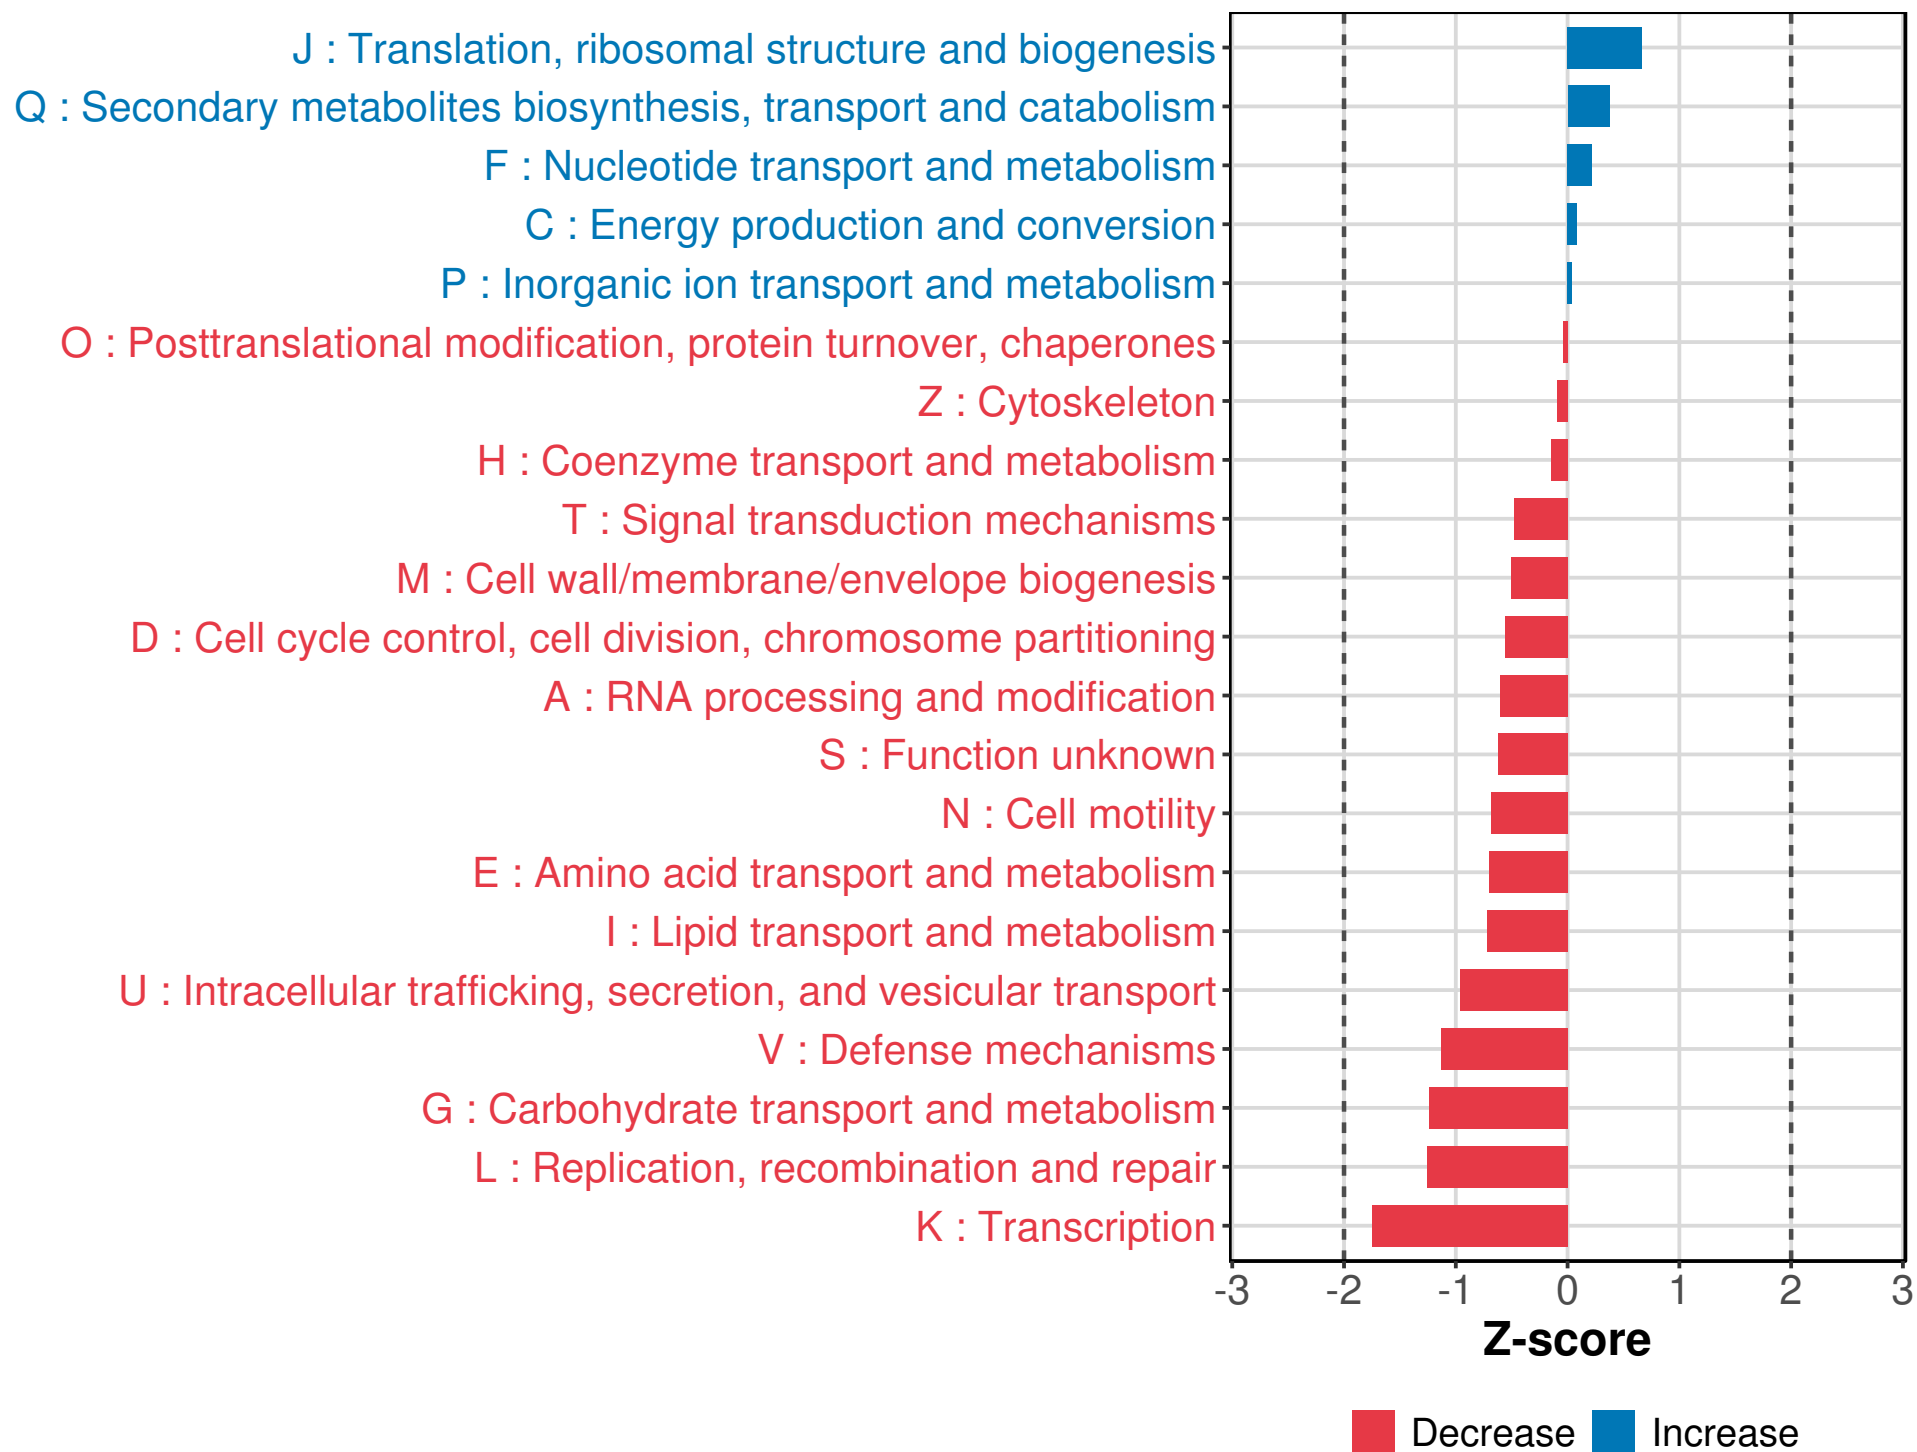 J : Translation, ribosomal structure and biogenesis
Q : Secondary metabolites biosynthesis, transport and catabolism
F : Nucleotide transport and metabolism
C : Energy production and conversion
P : Inorganic ion transport and metabolism
O : Posttranslational modification, protein turnover, chaperones
Z : Cytoskeleton
H : Coenzyme transport and metabolism
T : Signal transduction mechanisms
M : Cell wall/membrane/envelope biogenesis
D : Cell cycle control, cell division, chromosome partitioning
A : RNA processing and modification
S : Function unknown
N : Cell motility
E : Amino acid transport and metabolism
I : Lipid transport and metabolism
U : Intracellular trafficking, secretion, and vesicular transport
V : Defense mechanisms
G : Carbohydrate transport and metabolism
L : Replication, recombination and repair
K : Transcription
-3 -2 -1 0 1 2 3
Z-score
Decrease Increase